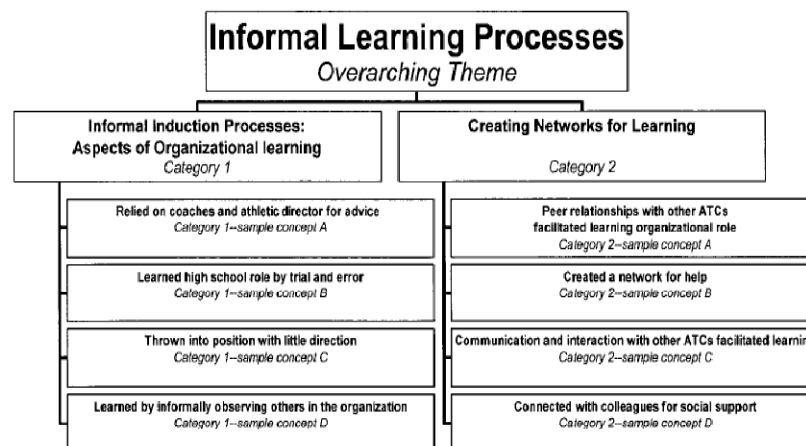 Informal Learning Processes
Overarching Theme
Informal Induction Processes:
Aspects of Organizational learning
Category 1
Creating Networks for Learning
Category 2
Relied on coaches and athletic director for advice
Category 1--sample concept A
Learned high school role by trial and error
Category 1--sample concept B
Thrown into position with little direction
Category 1--sample concept C
Learned by informally observing others in the organization
Category 1--sample concept D
Peer relationships with other ATCs
facilitated learning organizational role
Category 2--sample concept A
Created a network for help
Category 2--sample concept B
Communication and interaction with other ATCs facilitated learnin
Category 2--sample concept C
Connected with colleagues for social support
Category 2--sample concept D